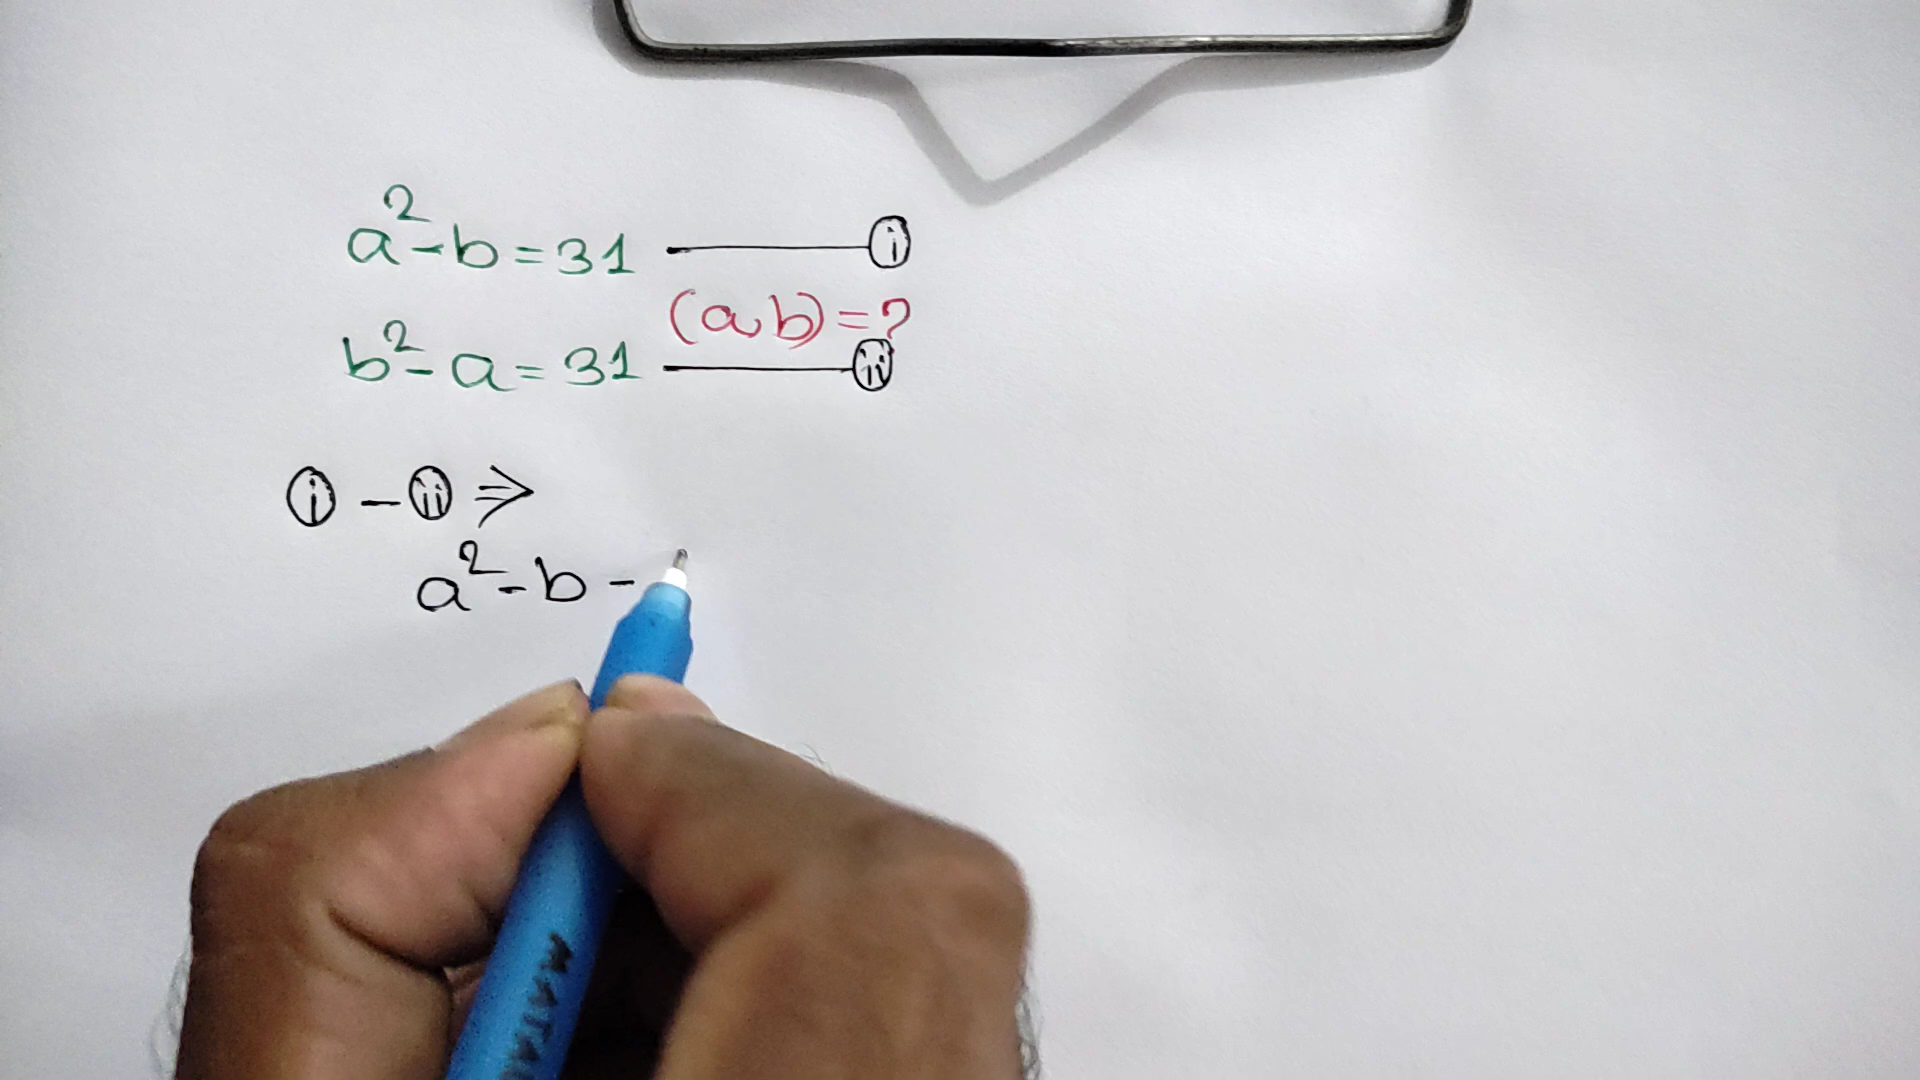 a²-b=31 ———(i)
(a,b)=?
b²-a=31 ———(ii)
(i) - (ii) ⇒
a²-b-